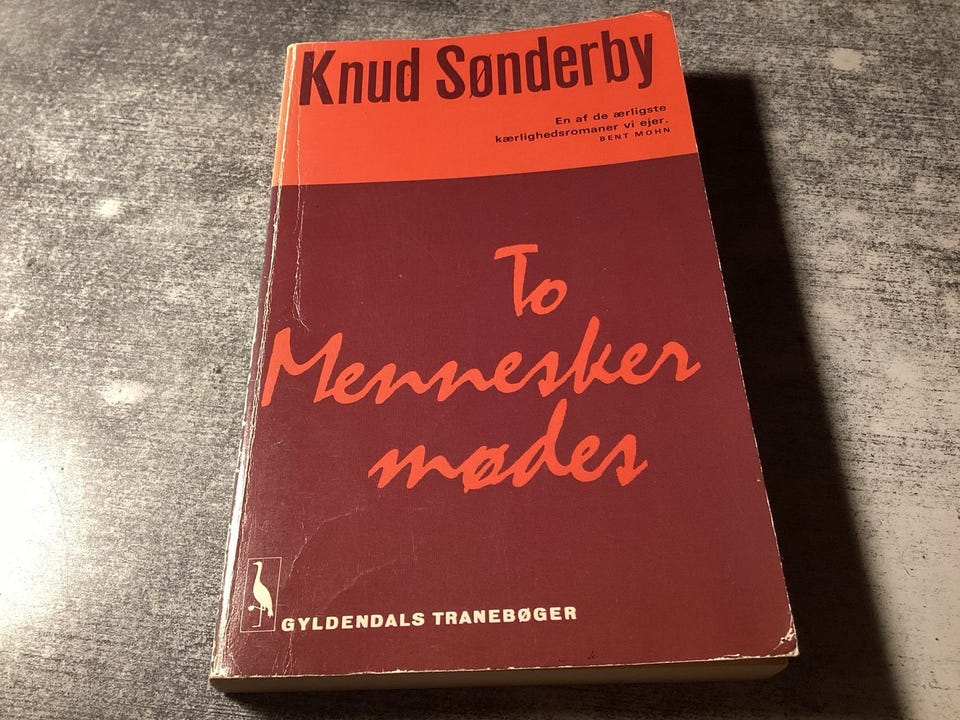 Knud Sønderby
En af de ærligste
kærlighedsromaner vi ejer.
BENT MOHN
To
Mennesker
mødes
GYLDENDALS TRANEBØGER